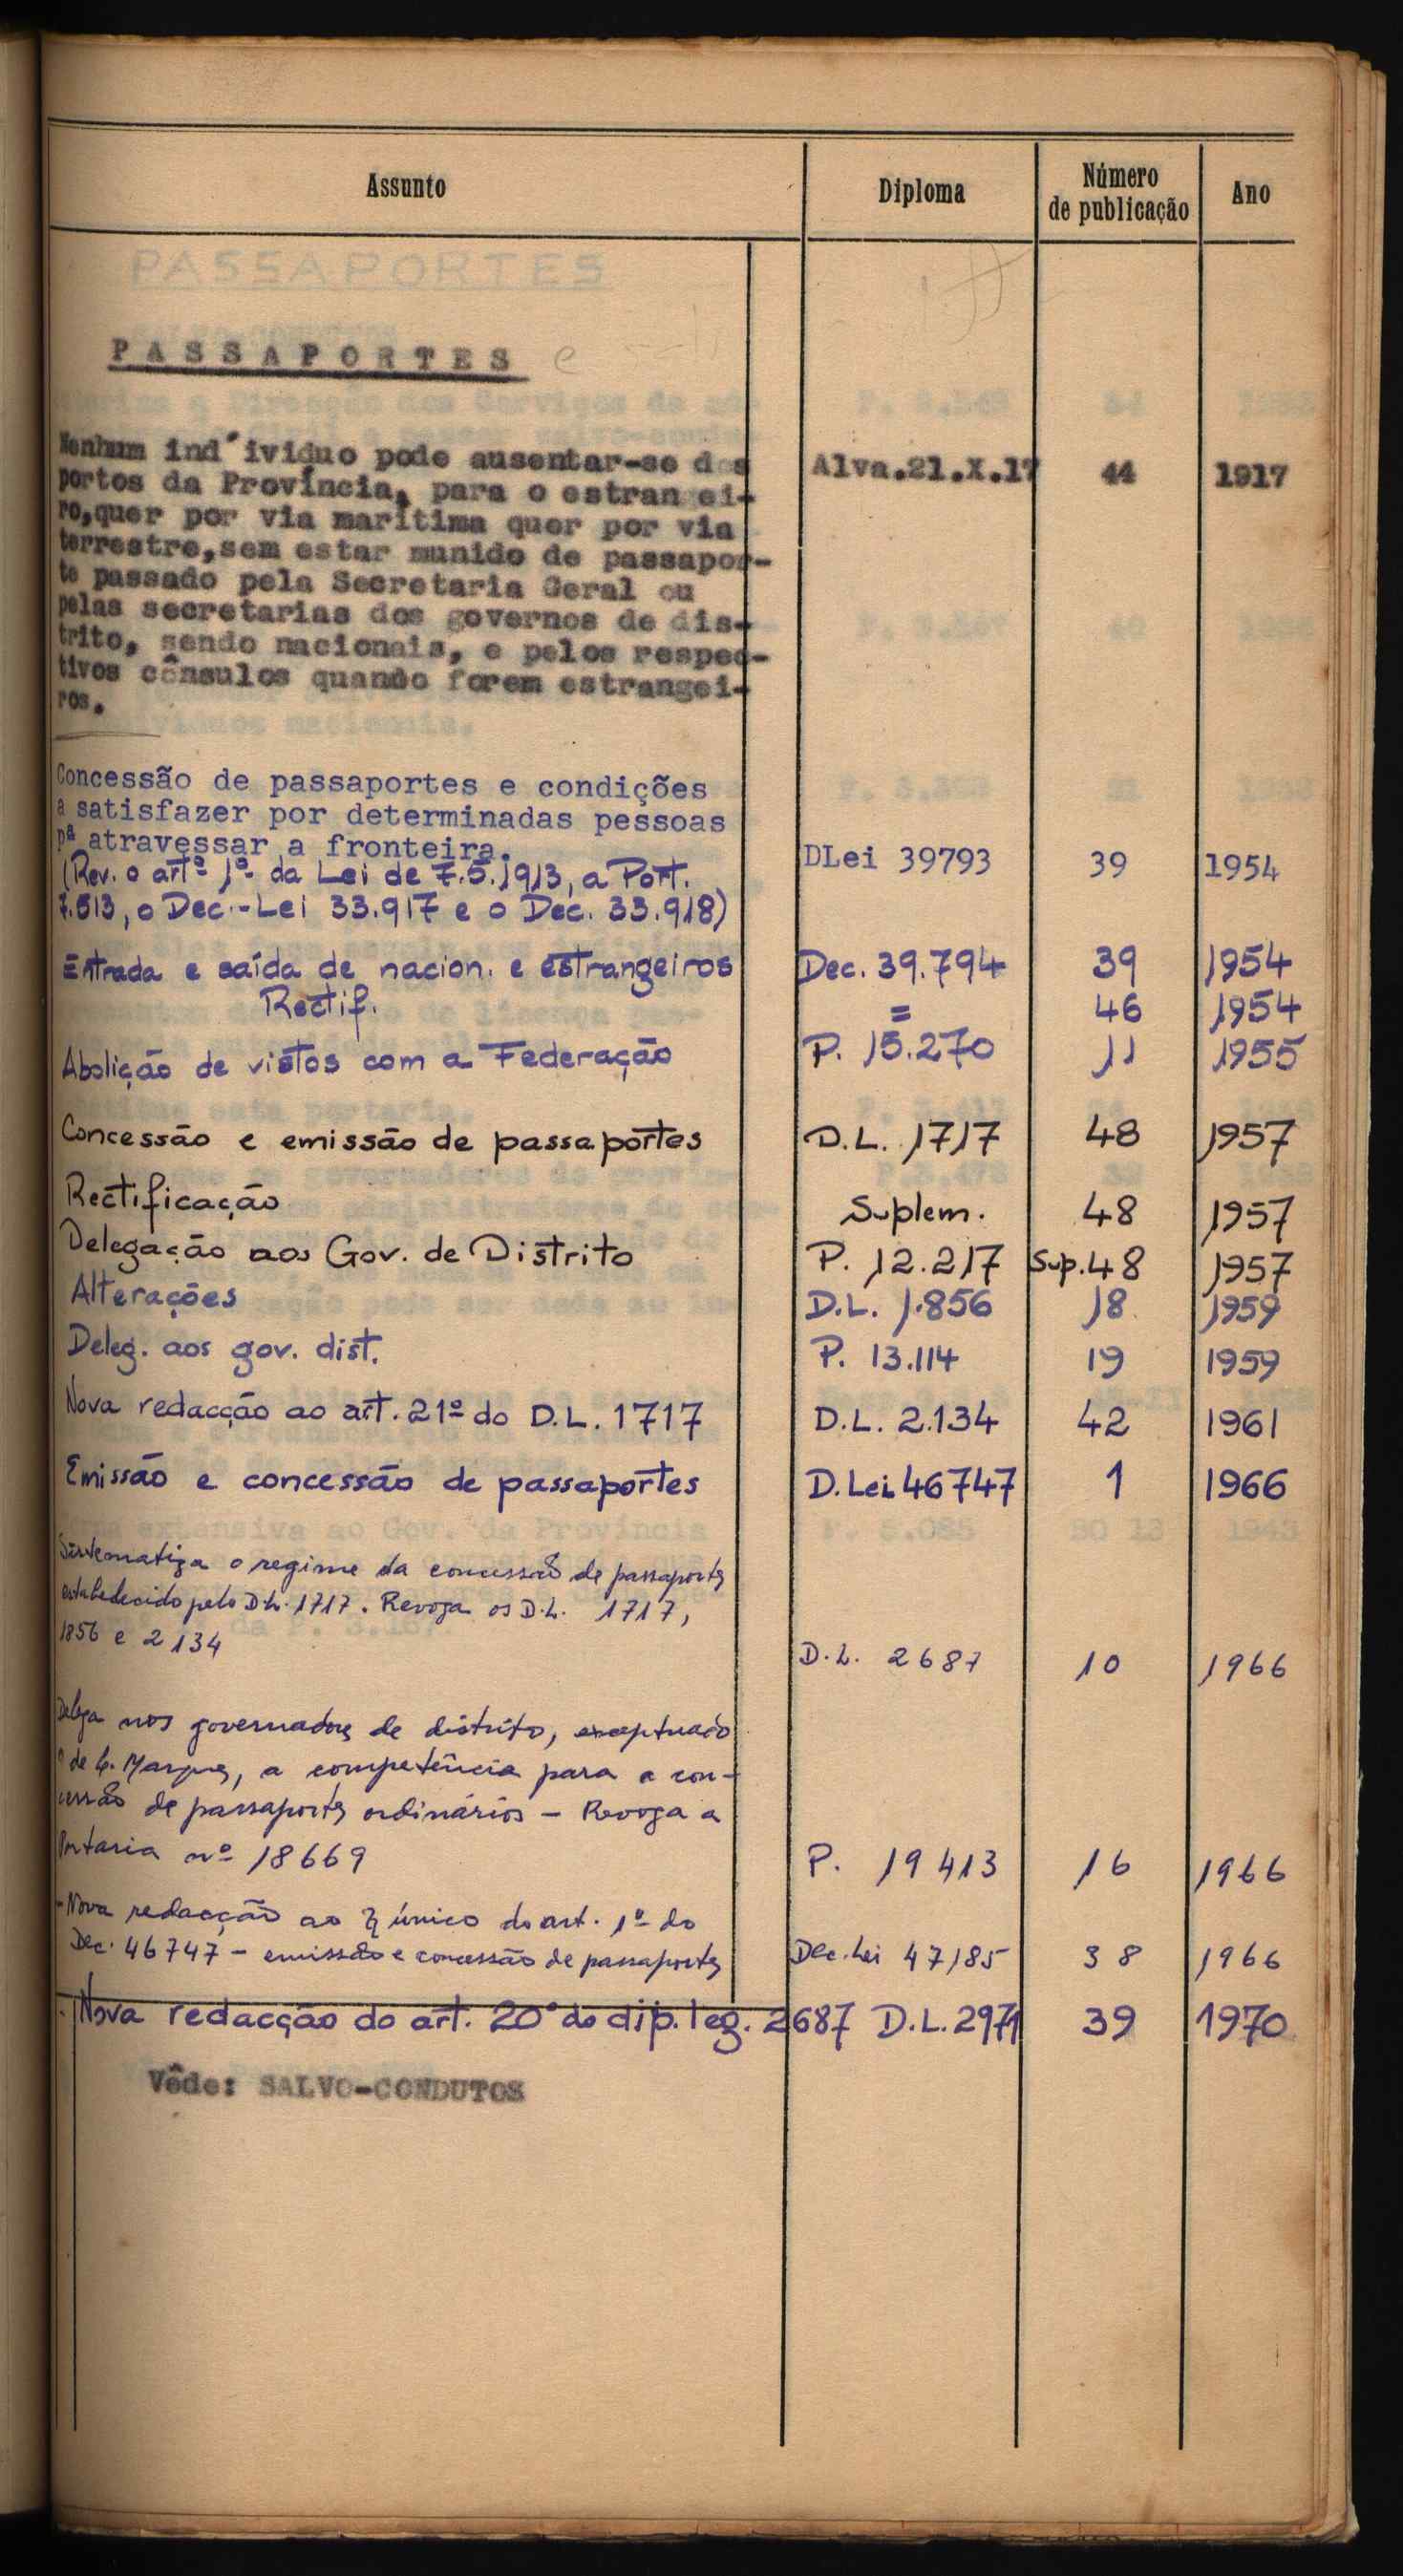 Assunto Diploma Número de publicação Ano
PASSAPORTES
PASSAPORTES e
Nenhum ind´ivíduo pode ausentar-se dos Alva.21.X.17 44 1917
portos da Província, para o estrangei-
ro,quer por via marítima quer por via
terrestre,sem estar munido de passapor-
te passado pela Secretaria Geral ou
pelas secretarias dos governos de dis-
trito, sendo nacionais, e pelos respec-
tivos cônsulos quando forem estrangei-
ros.
Concessão de passaportes e condições
a satisfazer por determinadas pessoas
pª atravessar a fronteira. DLei 39793 39 1954
(Rev. o artº 1º da Lei de 7.5.1913, a Port.
7.513, o Dec.-Lei 33.917 e o Dec. 33.918)
Entrada e saída de nacion. e estrangeiros Dec. 39.794 39 1954
Rectif. = 46 1954
Abolição de vistos com a Federação P. 15.270 11 1955
Concessão e emissão de passaportes D.L. 1717 48 1957
Rectificação Suplem. 48 1957
Delegação aos Gov. de Distrito P. 12.217 Sup.48 1957
Alterações D.L. 1.856 18 1959
Deleg. aos gov. dist. P. 13.114 19 1959
Nova redacção ao art. 21º do D.L. 1717 D.L. 2.134 42 1961
Emissão e concessão de passaportes D.Lei 46747 1 1966
Sistematiza o regime da concessão de passaportes
estabelecido pelo D.L. 1717. Revoga os D.L. 1717,
1856 e 2134 D.L. 2687 10 1966
Delega nos governadores de distrito, exceptuado
o de L. Marques, a competência para a con-
cessão de passaportes ordinários - Revoga a
Portaria nº 18669 P. 19413 16 1966
- Nova redacção ao § único do art. 1º do
Dec. 46747 - emissão e concessão de passaportes Dec. Lei 47185 38 1966
- Nova redacção do art. 20º do dip. leg. 2687 D.L. 2971 39 1970
Vêde: SALVO-CONDUTOS